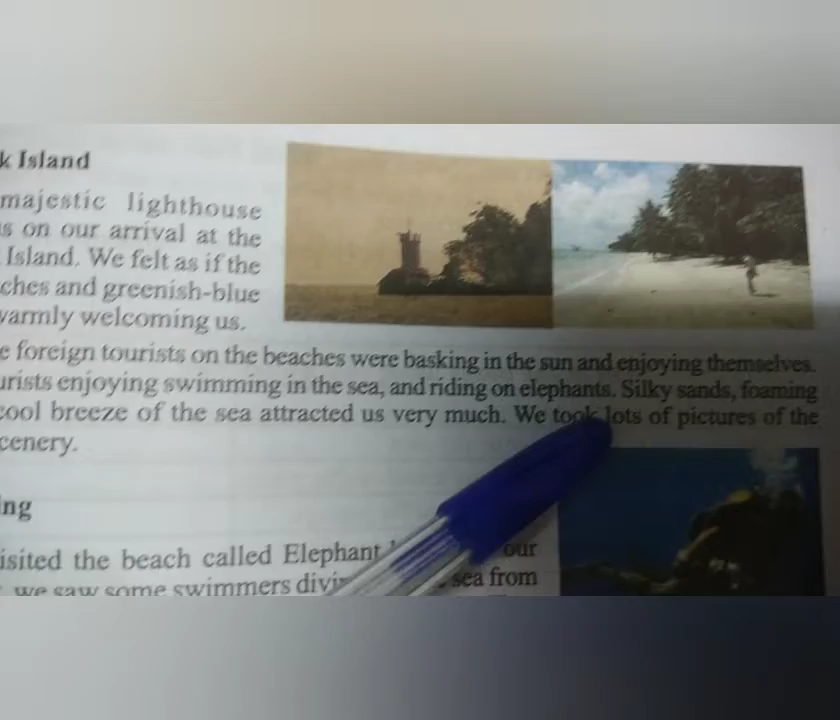 k Island
majestic lighthouse
s on our arrival at the
Island. We felt as if the
ches and greenish-blue
warmly welcoming us.
e foreign tourists on the beaches were basking in the sun and enjoying themselves.
urists enjoying swimming in the sea, and riding on elephants. Silky sands, foaming
cool breeze of the sea attracted us very much. We took lots of pictures of the
cenery.
ing
isited the beach called Elephant our
we saw some swimmers divi sea from